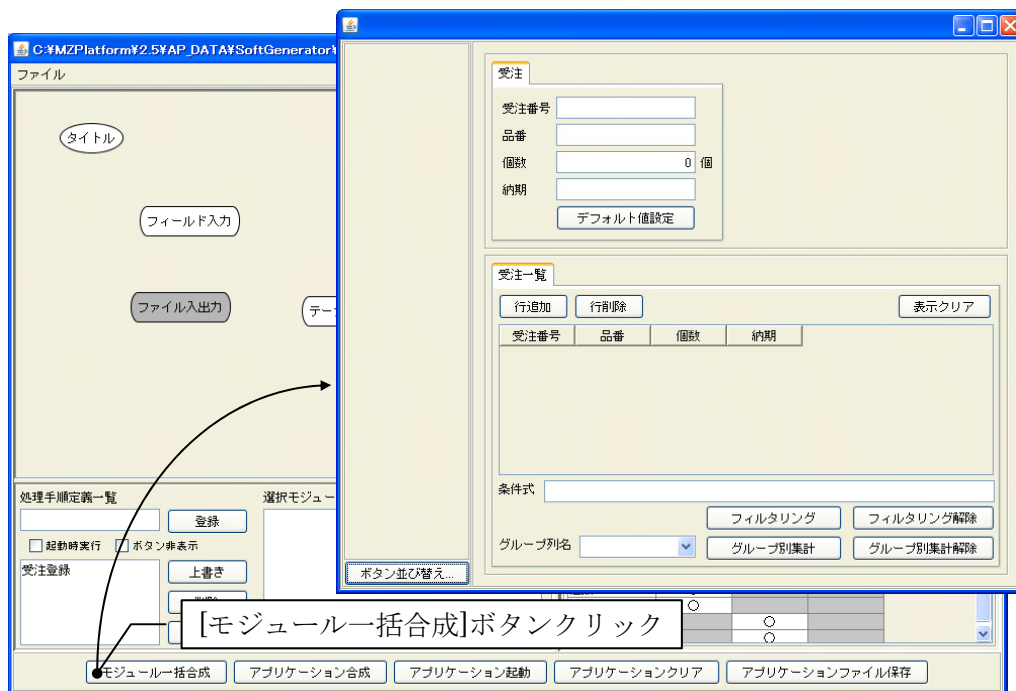 C:¥MZPlatform¥2.5¥AP_DATA¥SoftGenerator¥
ファイル
タイトル
フィールド入力
ファイル入出力
処理手順定義一覧
登録
起動時実行
ボタン非表示
受注登録
上書き
モジュール一括合成
アプリケーション合成
アプリケーション起動
アプリケーションクリア
アプリケーションファイル保存
受注
受注番号
品番
個数 0 個
納期
デフォルト値設定
受注一覧
行追加 行削除 表示クリア
受注番号 品番 個数 納期
条件式
フィルタリング フィルタリング解除
グループ列名 グループ別集計 グループ別集計解除
ボタン並び替え...
[モジュール一括合成]ボタンクリック